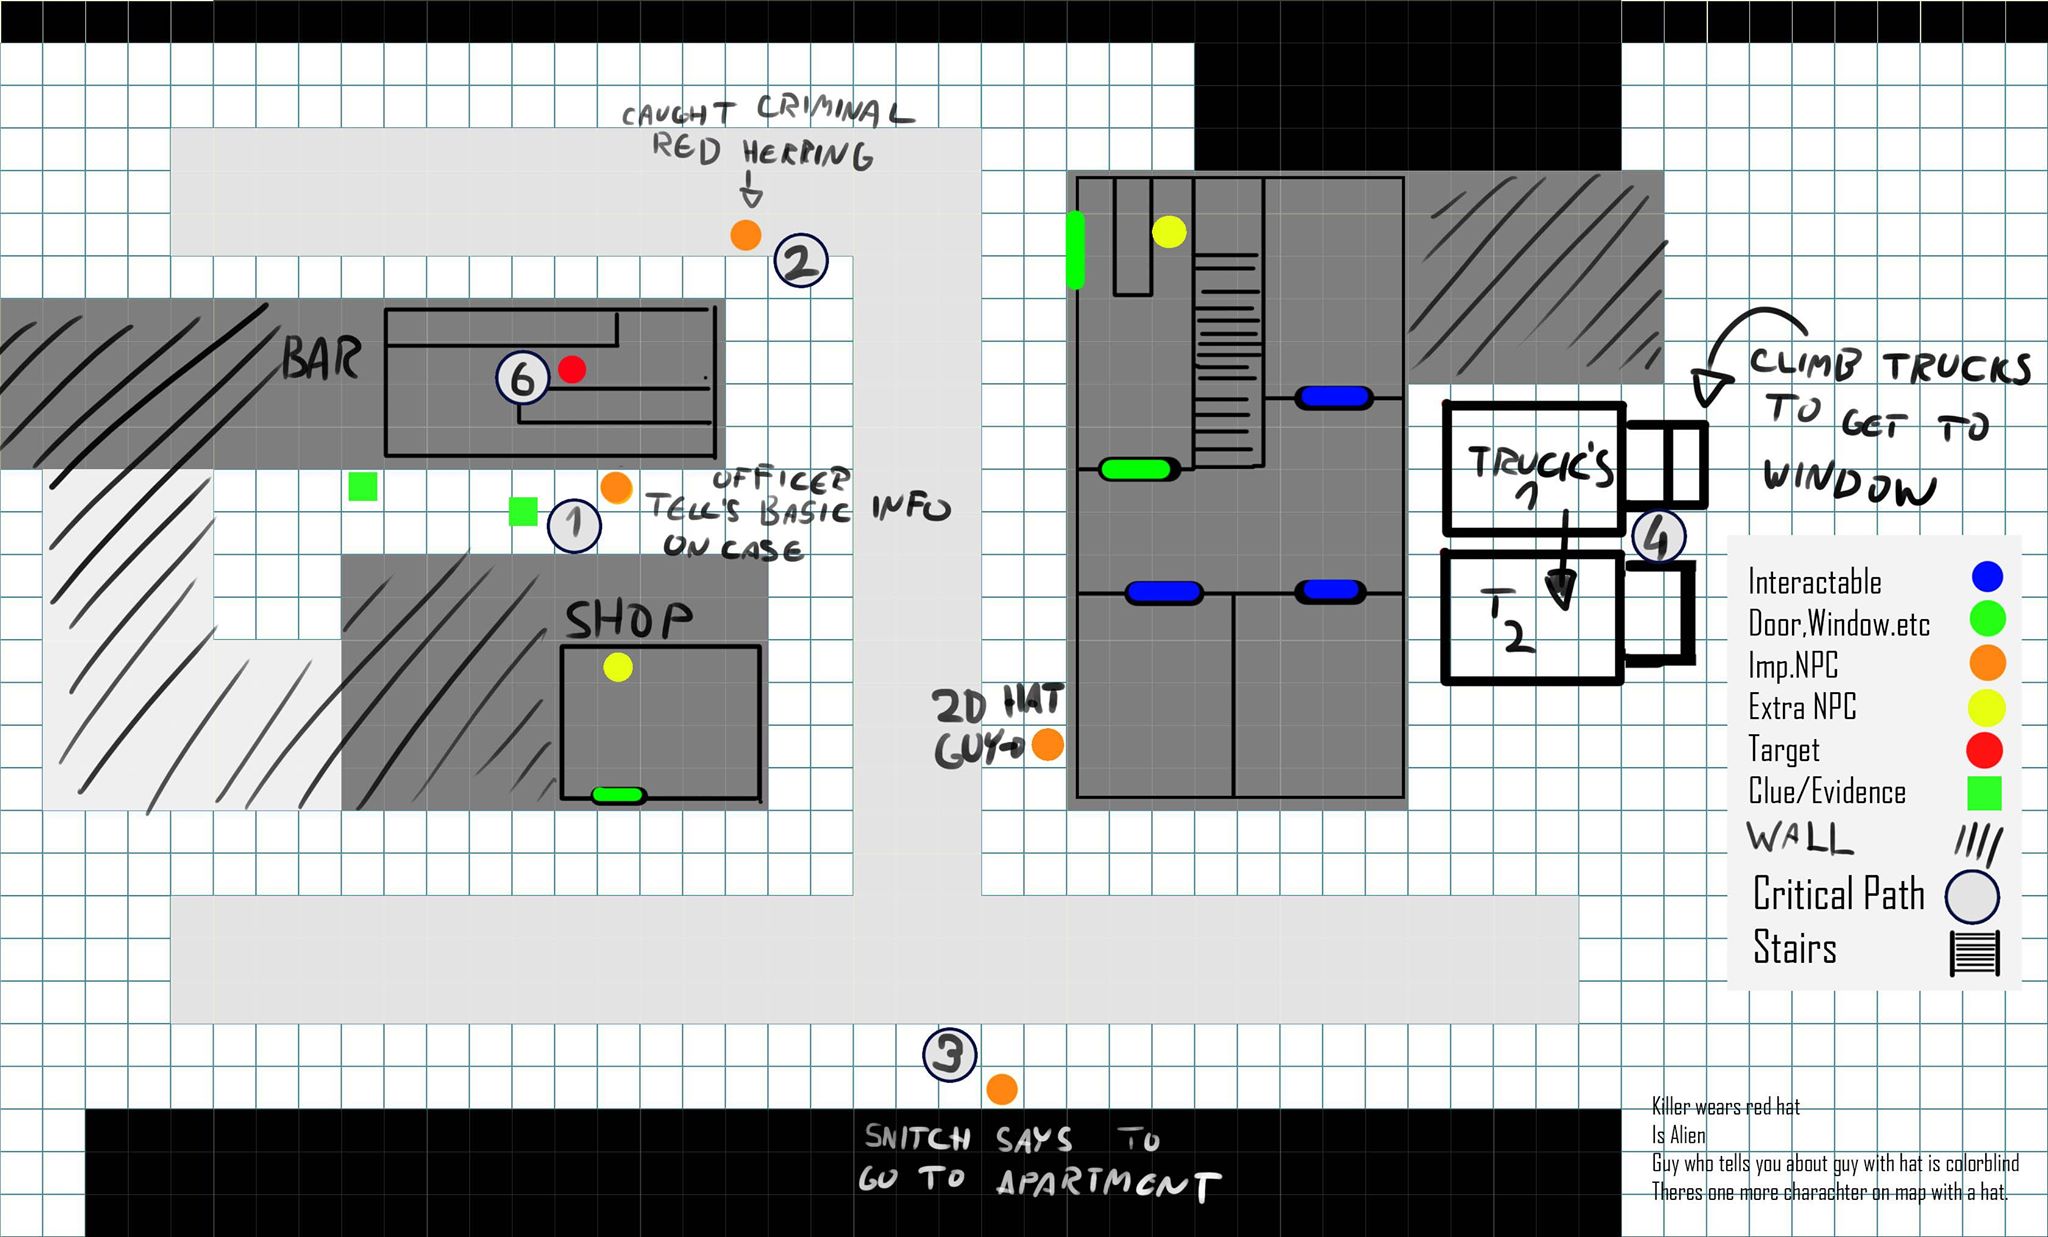 CAUGHT CRIMINAL
RED HERRING
2
BAR
6
OFFICER
TELL'S BASIC INFO
ON CASE
1
SHOP
2D HAT
GUY
3
SNITCH SAYS TO
GO TO APARTMENT
CLIMB TRUCKS
TO GET TO
WINDOW
TRUCK'S
1
4
T
2
Interactable
Door,Window.etc
Imp.NPC
Extra NPC
Target
Clue/Evidence
WALL
Critical Path
Stairs
Killer wears red hat
Is Alien
Guy who tells you about guy with hat is colorblind
Theres one more charachter on map with a hat.